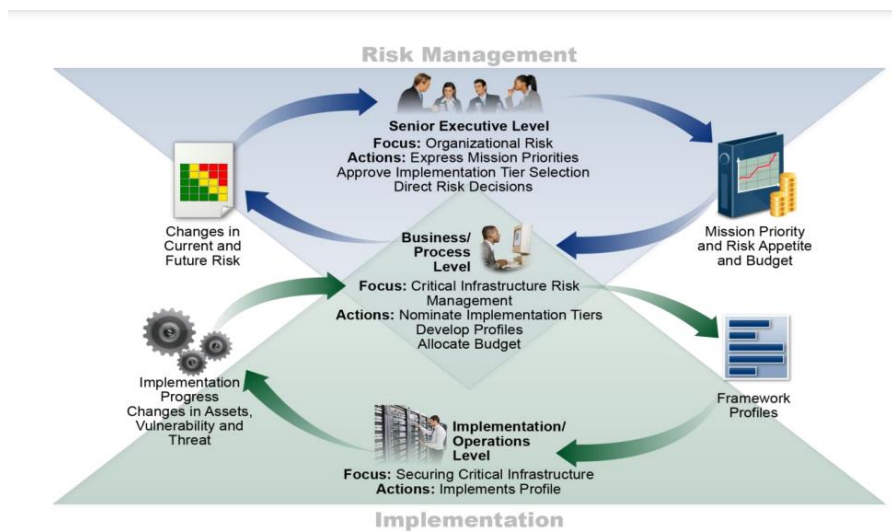 Risk Management
Senior Executive Level
Focus: Organizational Risk
Actions: Express Mission Priorities
Approve Implementation Tier Selection
Direct Risk Decisions
Changes in
Current and
Future Risk
Mission Priority
and Risk Appetite
and Budget
Business/
Process
Level
Focus: Critical Infrastructure Risk
Management
Actions: Nominate Implementation Tiers
Develop Profiles
Allocate Budget
Implementation
Progress
Changes in Assets,
Vulnerability and
Threat
Framework
Profiles
Implementation/
Operations
Level
Focus: Securing Critical Infrastructure
Actions: Implements Profile
Implementation